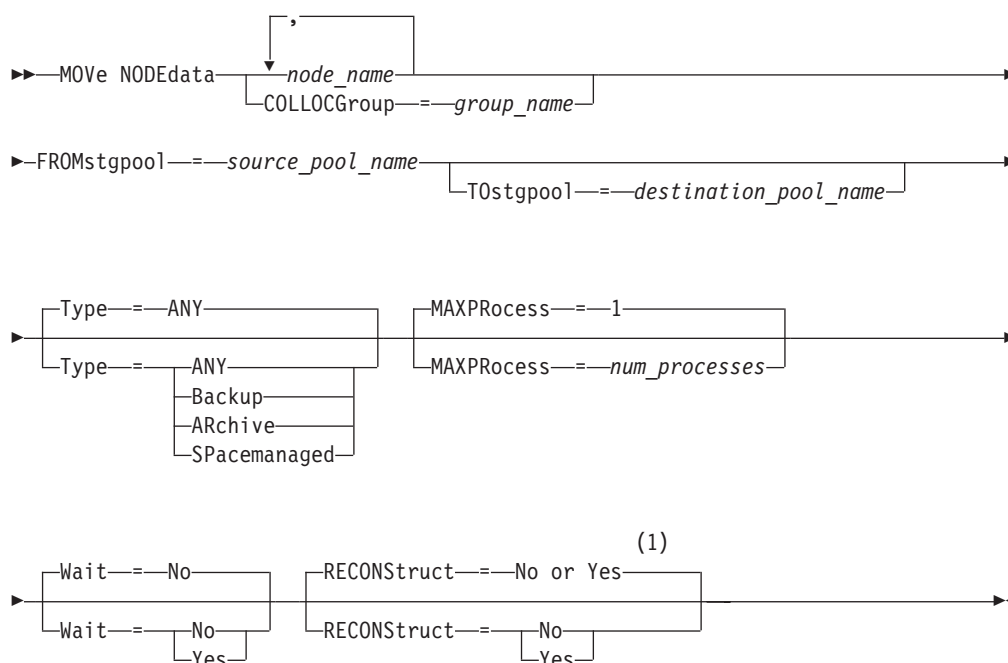 ,
MOVe NODEdata node_name
COLLOCGroup = group_name
FROMstgpool = source_pool_name
TOstgpool = destination_pool_name
Type = ANY MAXPRocess = 1
Type = ANY MAXPRocess = num_processes
Backup
ARchive
SPacemanaged
(1)
Wait = No RECONStruct = No or Yes
Wait = No RECONStruct = No
Yes Yes